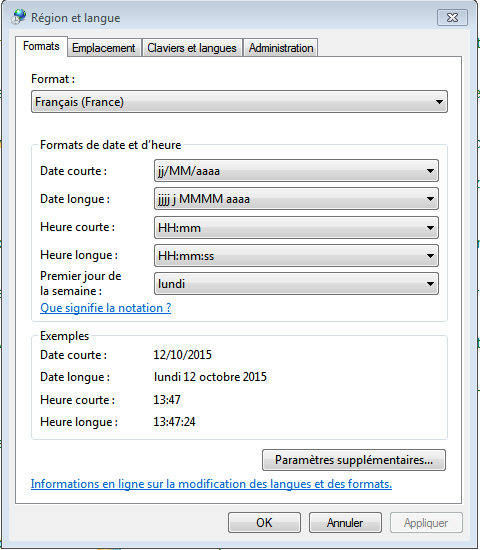 Région et langue
Formats Emplacement Claviers et langues Administration
Format :
Français (France)
Formats de date et d'heure
Date courte : jj/MM/aaaa
Date longue : jjjj j MMMM aaaa
Heure courte : HH:mm
Heure longue : HH:mm:ss
Premier jour de
la semaine : lundi
Que signifie la notation ?
Exemples
Date courte : 12/10/2015
Date longue : lundi 12 octobre 2015
Heure courte : 13:47
Heure longue : 13:47:24
Paramètres supplémentaires...
Informations en ligne sur la modification des langues et des formats.
OK Annuler Appliquer